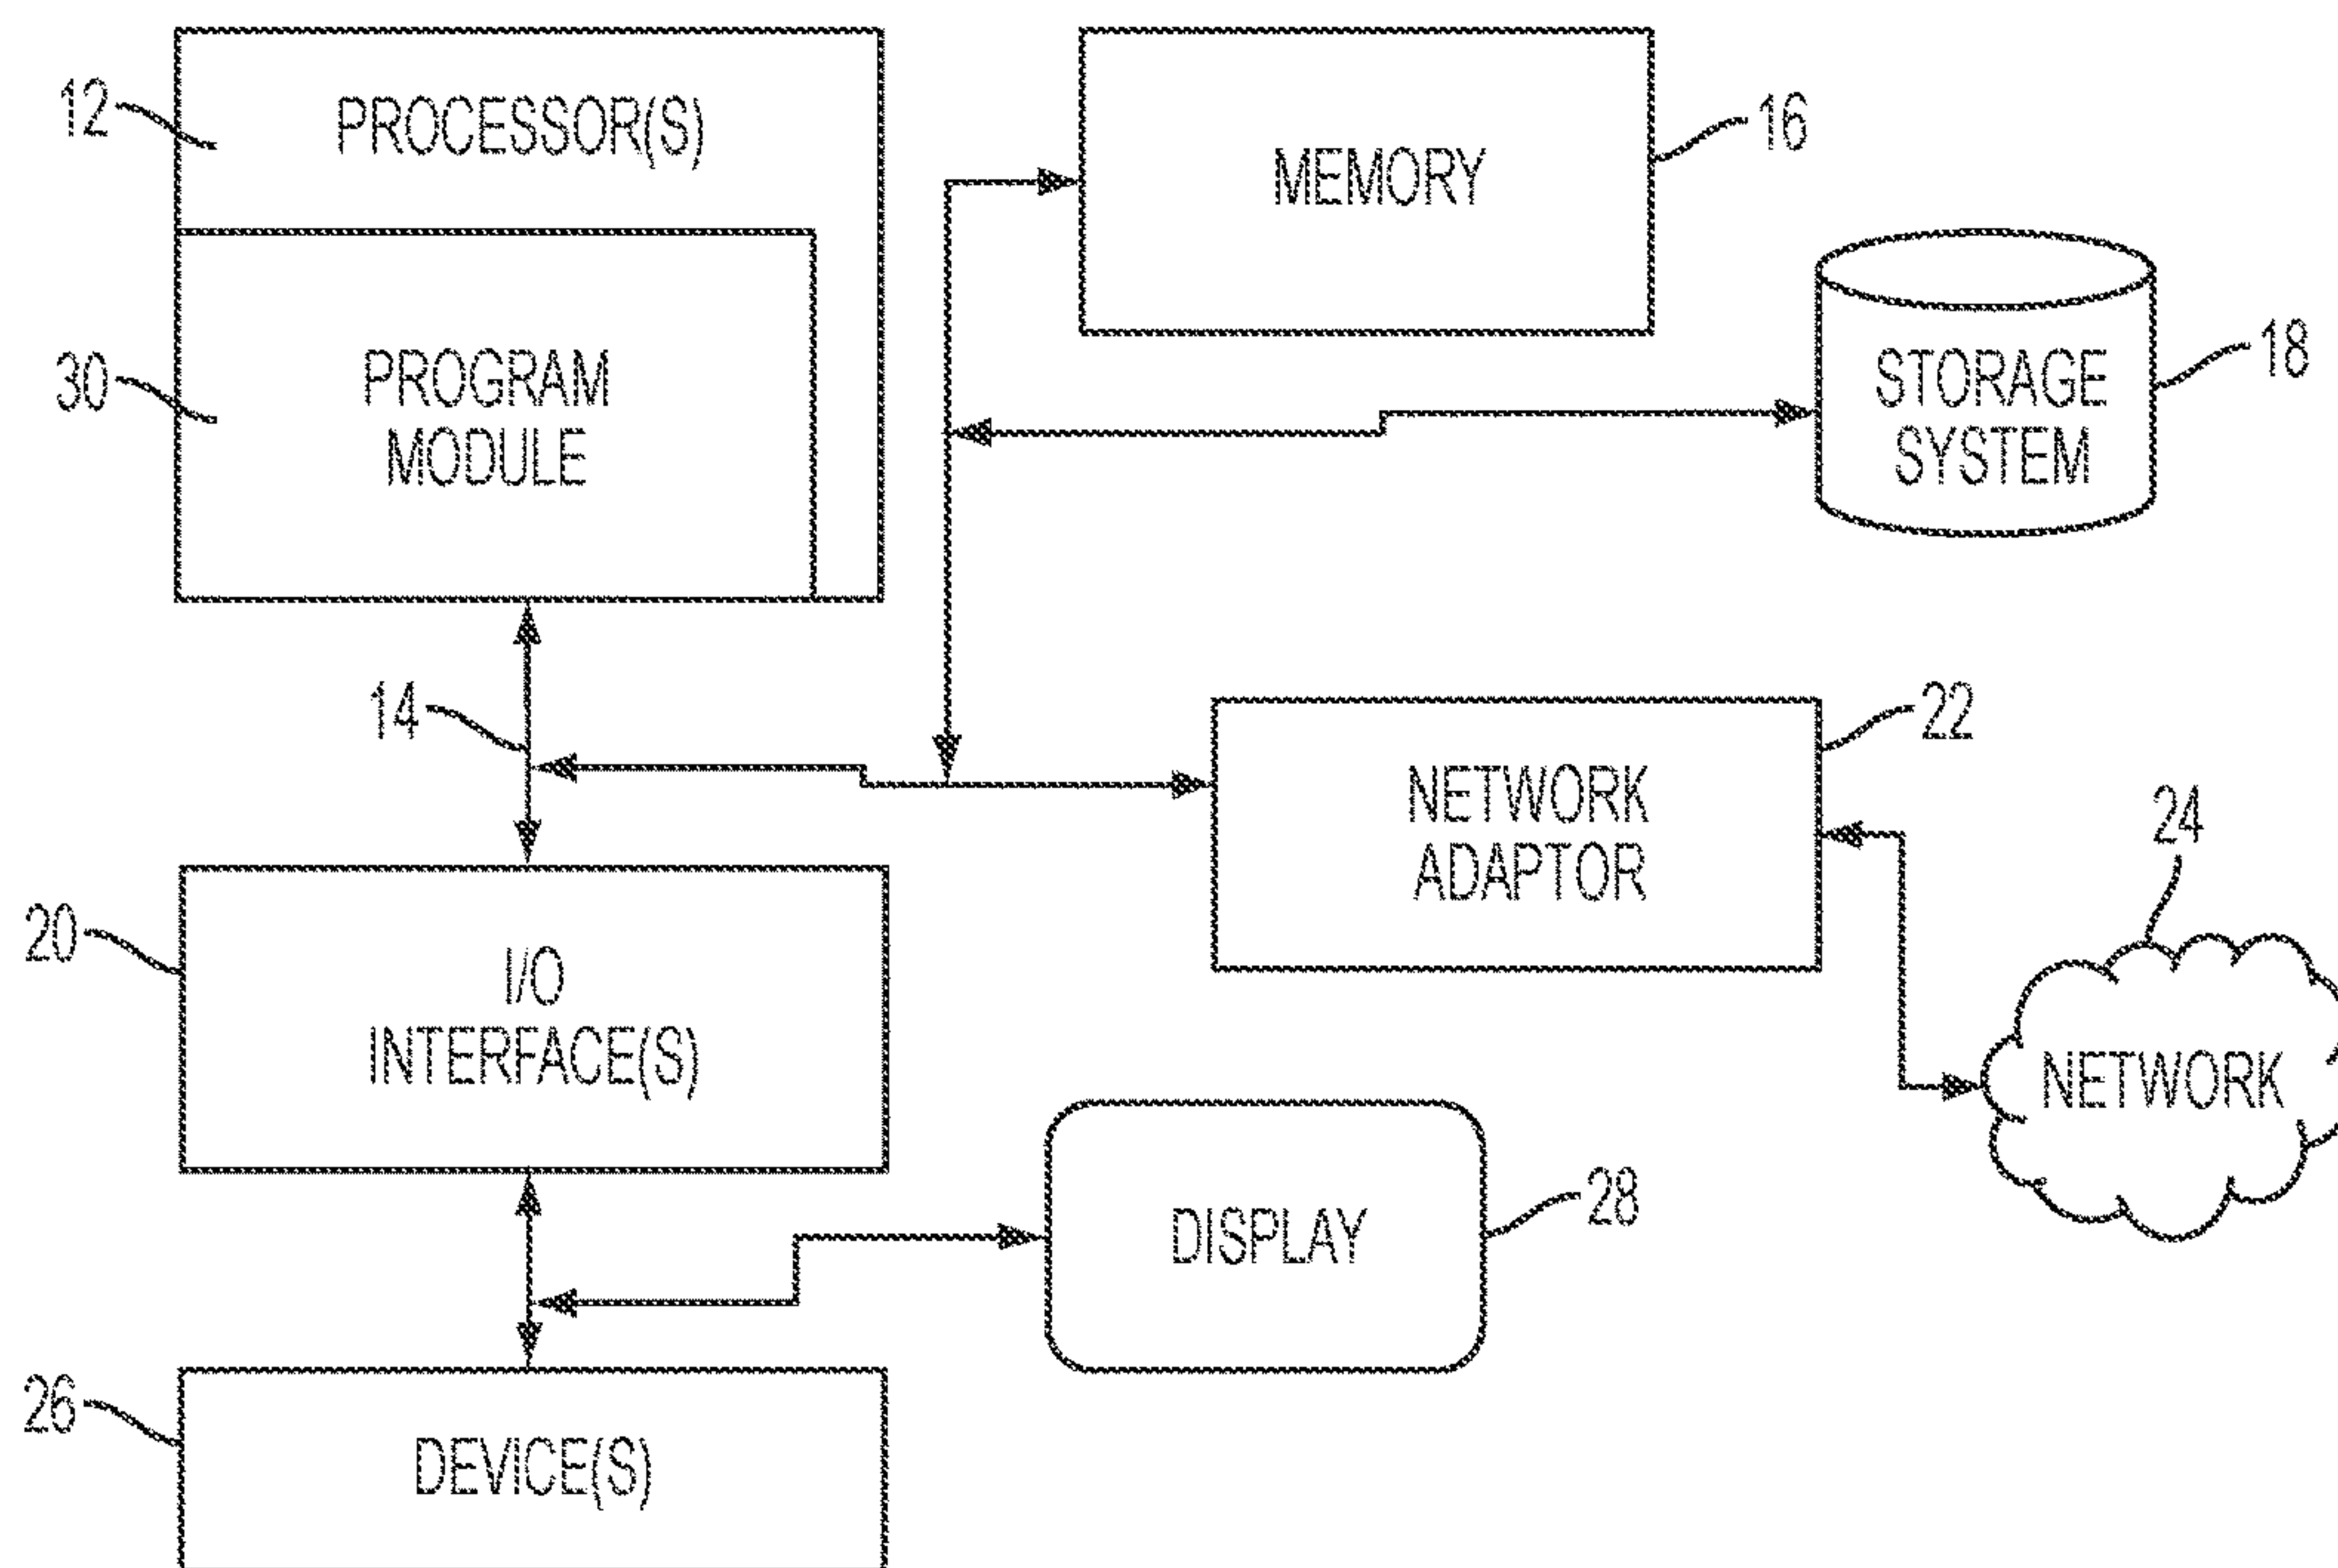 12
PROCESSOR(S)
MEMORY
16
30
PROGRAM
MODULE
STORAGE
SYSTEM
18
14
22
NETWORK
ADAPTOR
24
20
I/O
INTERFACE(S)
NETWORK
DISPLAY
28
26
DEVICE(S)